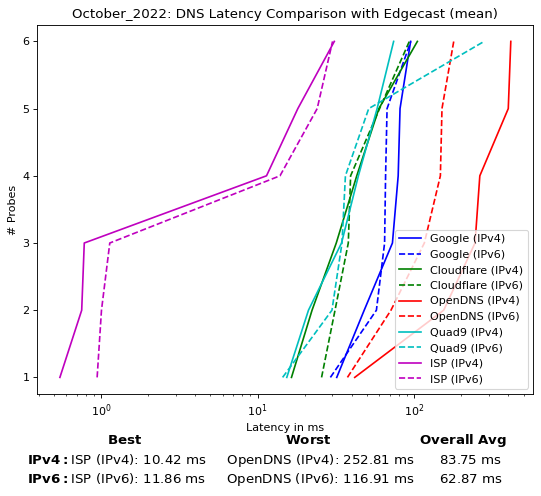 October_2022: DNS Latency Comparison with Edgecast (mean)
6
5
4
3
2
1
# Probes
Google (IPv4)
Google (IPv6)
Cloudflare (IPv4)
Cloudflare (IPv6)
OpenDNS (IPv4)
OpenDNS (IPv6)
Quad9 (IPv4)
Quad9 (IPv6)
ISP (IPv4)
ISP (IPv6)
10⁰ 10¹ 10²
Latency in ms
Best Worst Overall Avg
IPv4: ISP (IPv4): 10.42 ms OpenDNS (IPv4): 252.81 ms 83.75 ms
IPv6: ISP (IPv6): 11.86 ms OpenDNS (IPv6): 116.91 ms 62.87 ms